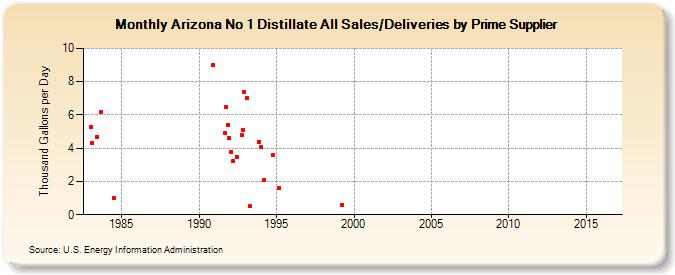 Monthly Arizona No 1 Distillate All Sales/Deliveries by Prime Supplier
Thousand Gallons per Day
10
8
6
4
2
0
1985 1990 1995 2000 2005 2010 2015
Source: U.S. Energy Information Administration